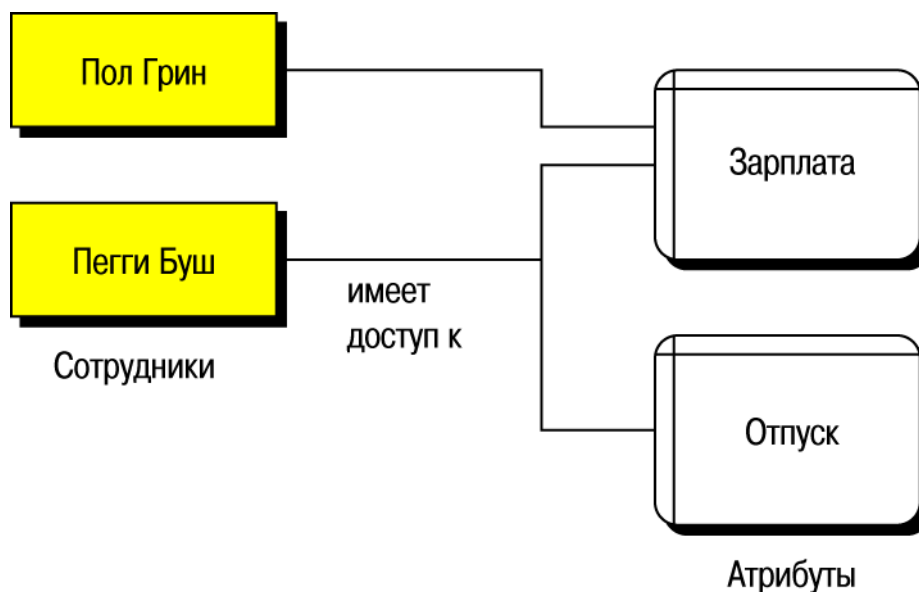 Пол Грин
Зарплата
Пегги Буш
имеет
доступ к
Сотрудники
Отпуск
Атрибуты